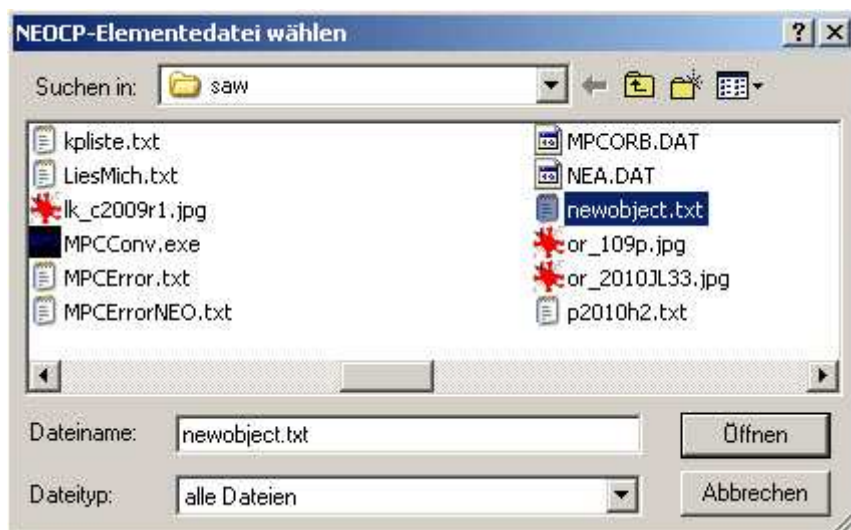 NEOCP-Elementedatei wählen
Suchen in: saw
kpliste.txt
LiesMich.txt
lk_c2009r1.jpg
MPCConv.exe
MPCError.txt
MPCErrorNEO.txt
MPCORB.DAT
NEA.DAT
newobject.txt
or_109p.jpg
or_2010JL33.jpg
p2010h2.txt
Dateiname: newobject.txt Öffnen
Dateityp: alle Dateien Abbrechen